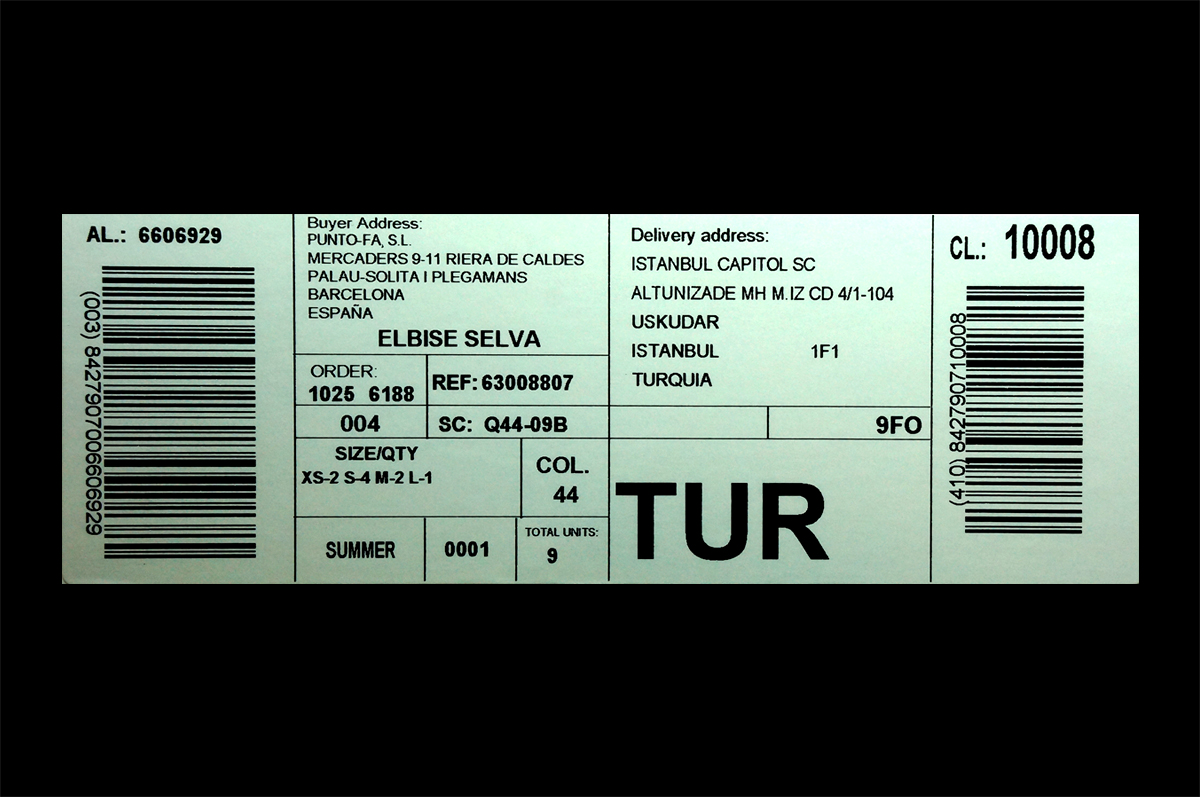 AL.: 6606929
(003) 8427907006606929
Buyer Address:
PUNTO-FA, S.L.
MERCADERS 9-11 RIERA DE CALDES
PALAU-SOLITA I PLEGAMANS
BARCELONA
ESPAÑA
ELBISE SELVA
ORDER:
1025 6188
REF: 63008807
004
SC: Q44-09B
SIZE/QTY
XS-2 S-4 M-2 L-1
COL.
44
SUMMER
0001
TOTAL UNITS:
9
Delivery address:
ISTANBUL CAPITOL SC
ALTUNIZADE MH M.IZ CD 4/1-104
USKUDAR
ISTANBUL 1F1
TURQUIA
9FO
TUR
CL.: 10008
(410) 842790710008